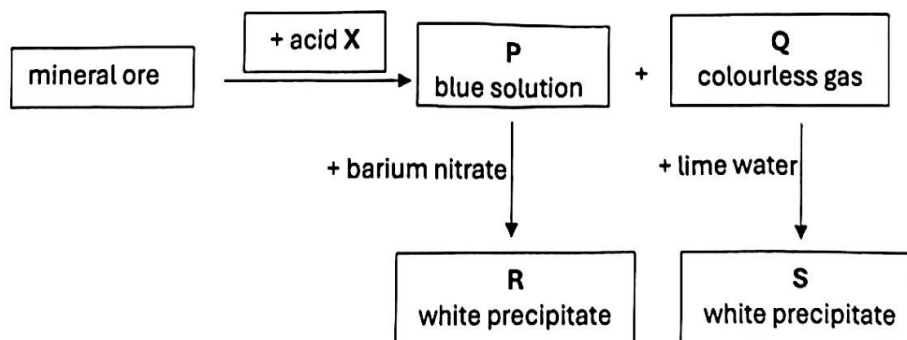 + acid X
mineral ore
P
blue solution
+
Q
colourless gas
+ barium nitrate
+ lime water
R
white precipitate
S
white precipitate